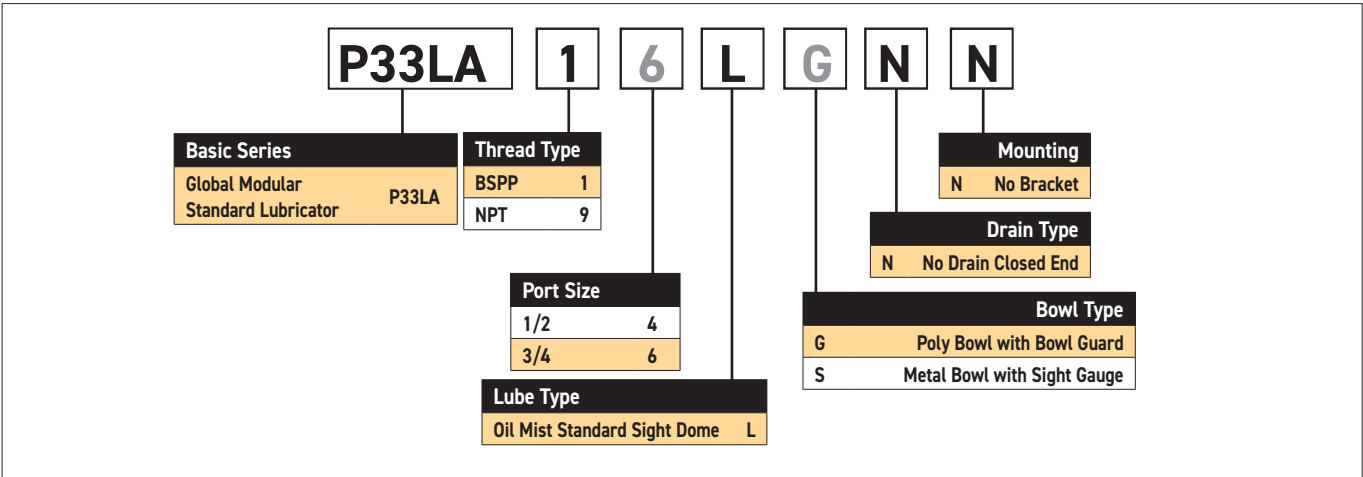 P33LA 1 6 L G N N
Basic Series
Global Modular
Standard Lubricator P33LA
Thread Type
BSPP 1
NPT 9
Mounting
N No Bracket
Drain Type
N No Drain Closed End
Port Size
1/2 4
3/4 6
Bowl Type
G Poly Bowl with Bowl Guard
S Metal Bowl with Sight Gauge
Lube Type
Oil Mist Standard Sight Dome L